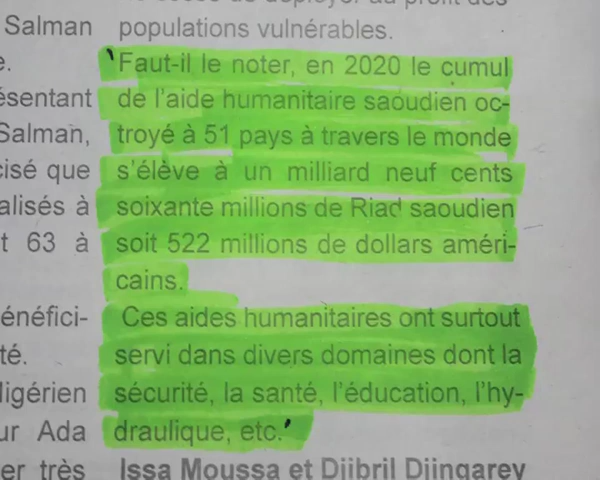 Salman
e.
ésentant
Salman,
cisé que
alisés à
t 63 à
énéfici-
té.
ligérien
ur Ada
er très
populations vulnérables.
Faut-il le noter, en 2020 le cumul
de l'aide humanitaire saoudien oc-
troyé à 51 pays à travers le monde
s'élève à un milliard neuf cents
soixante millions de Riad saoudien
soit 522 millions de dollars améri-
cains.
Ces aides humanitaires ont surtout
servi dans divers domaines dont la
sécurité, la santé, l'éducation, l'hy-
draulique, etc.
Issa Moussa et Djibril Djingarey